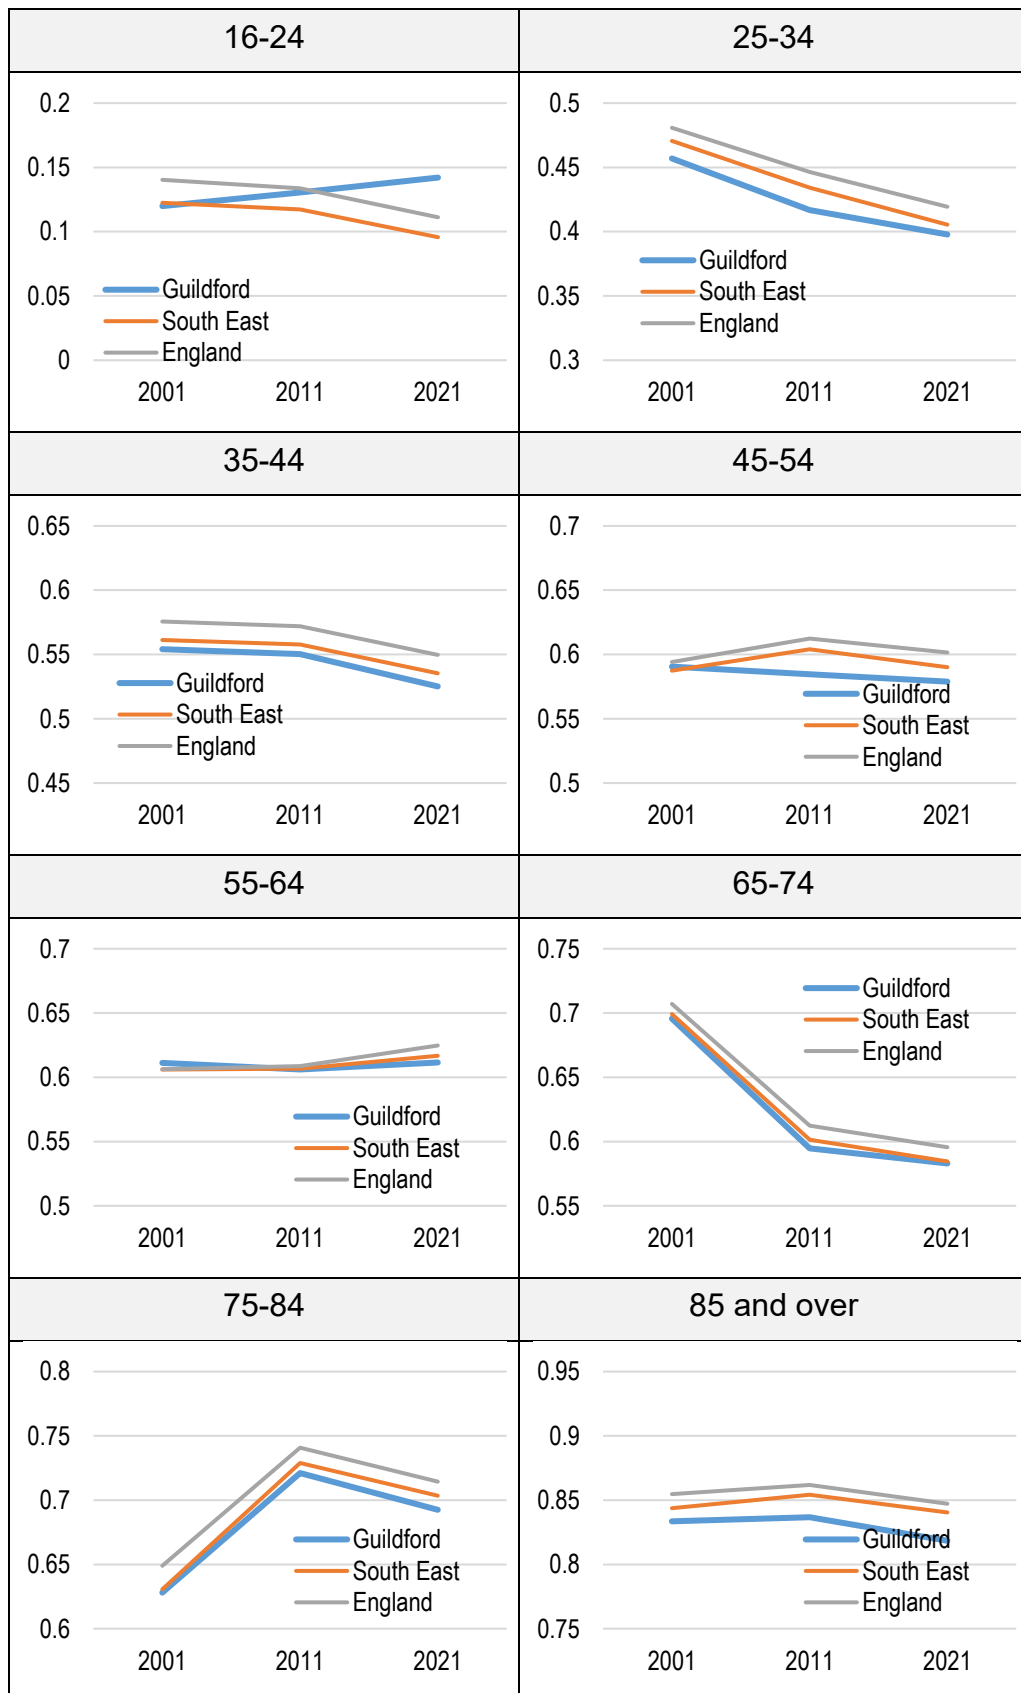 16-24
25-34
0.2
0.15
0.1
0.05
0
Guildford
South East
England
2001 2011 2021
0.5
0.45
0.4
0.35
0.3
Guildford
South East
England
2001 2011 2021
35-44
45-54
0.65
0.6
0.55
0.5
0.45
Guildford
South East
England
2001 2011 2021
0.7
0.65
0.6
0.55
0.5
Guildford
South East
England
2001 2011 2021
55-64
65-74
0.7
0.65
0.6
0.55
0.5
Guildford
South East
England
2001 2011 2021
0.75
0.7
0.65
0.6
0.55
Guildford
South East
England
2001 2011 2021
75-84
85 and over
0.8
0.75
0.7
0.65
0.6
Guildford
South East
England
2001 2011 2021
0.95
0.9
0.85
0.8
0.75
Guildford
South East
England
2001 2011 2021